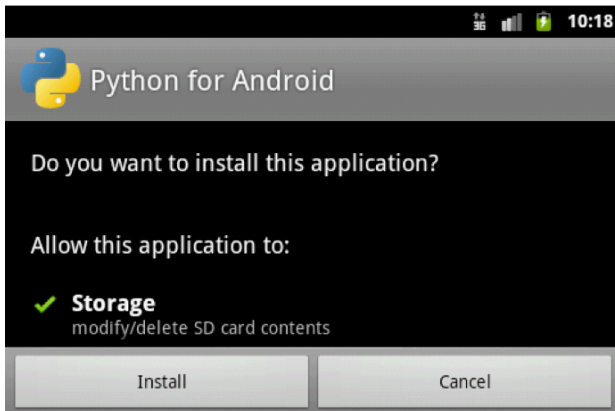 3G 10:18
Python for Android
Do you want to install this application?
Allow this application to:
Storage
modify/delete SD card contents
Install Cancel